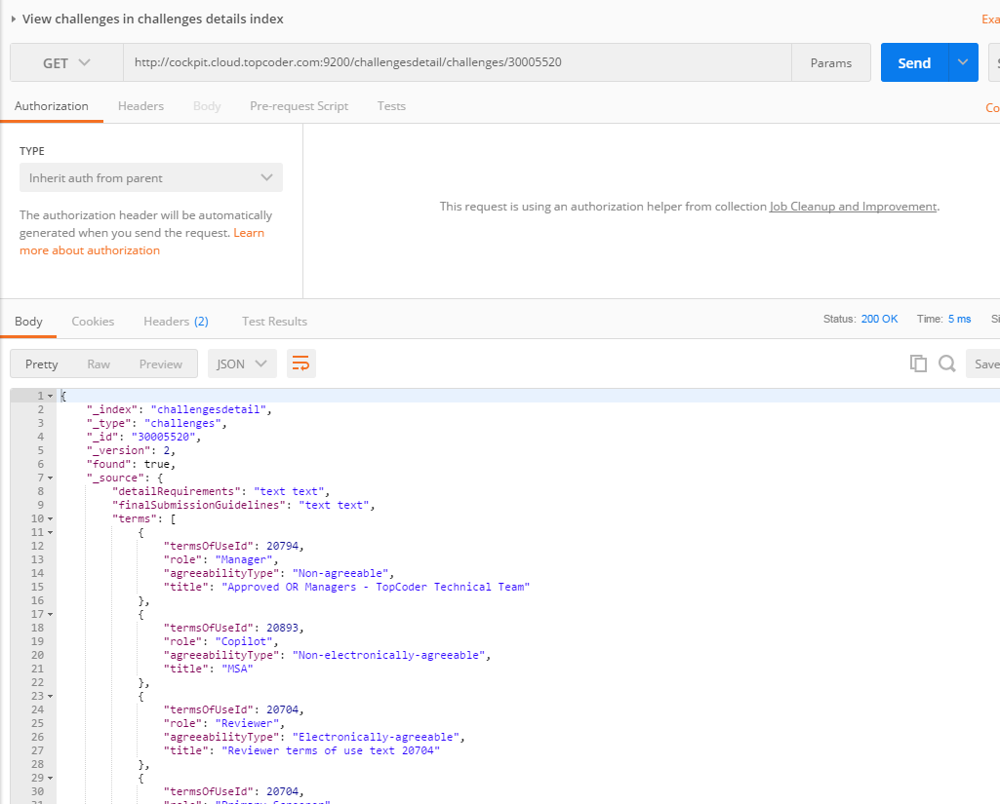 View challenges in challenges details index
Exa
GET http://cockpit.cloud.topcoder.com:9200/challengesdetail/challenges/30005520 Params Send
Authorization Headers Body Pre-request Script Tests
Co
TYPE
Inherit auth from parent
The authorization header will be automatically
generated when you send the request. Learn
more about authorization
This request is using an authorization helper from collection Job Cleanup and Improvement.
Body Cookies Headers (2) Test Results Status: 200 OK Time: 5 ms Si
Pretty Raw Preview JSON Save
1 {
2 "_index": "challengesdetail",
3 "_type": "challenges",
4 "_id": "30005520",
5 "_version": 2,
6 "found": true,
7 "_source": {
8 "detailRequirements": "text text",
9 "finalSubmissionGuidelines": "text text",
10 "terms": [
11 {
12 "termsOfUseId": 20794,
13 "role": "Manager",
14 "agreeabilityType": "Non-agreeable",
15 "title": "Approved OR Managers - TopCoder Technical Team"
16 },
17 {
18 "termsOfUseId": 20893,
19 "role": "Copilot",
20 "agreeabilityType": "Non-electronically-agreeable",
21 "title": "MSA"
22 },
23 {
24 "termsOfUseId": 20704,
25 "role": "Reviewer",
26 "agreeabilityType": "Electronically-agreeable",
27 "title": "Reviewer terms of use text 20704"
28 },
29 {
30 "termsOfUseId": 20704,
31 "role": "Primary Screener",